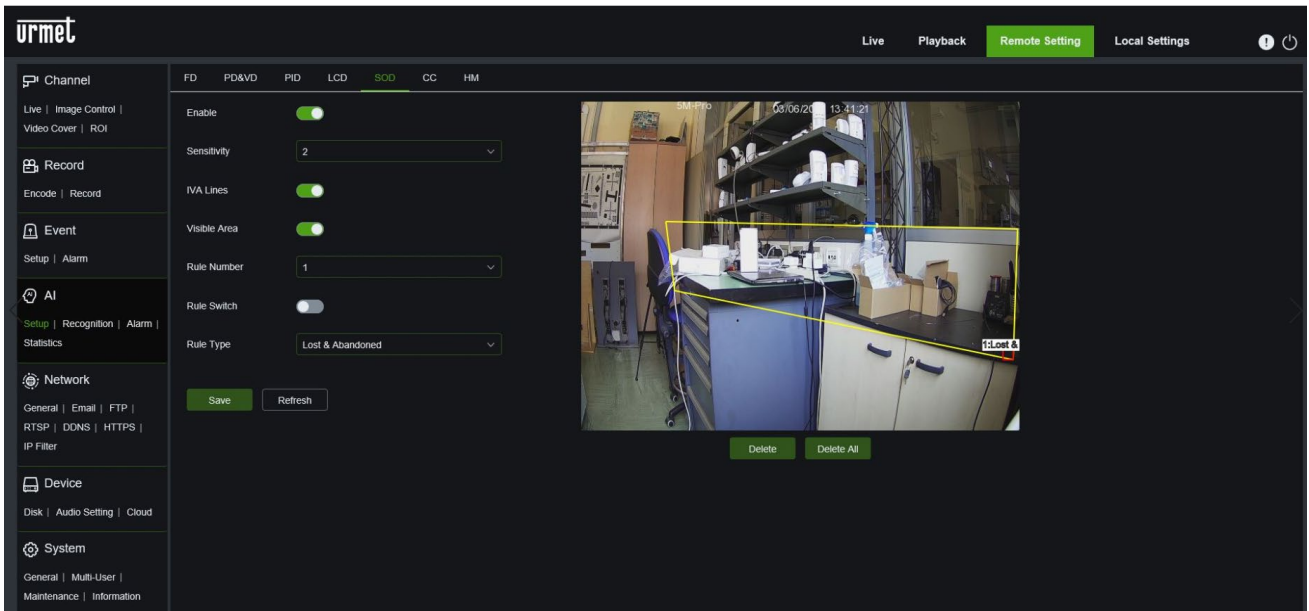 urmet
Live Playback Remote Setting Local Settings
Channel
Live | Image Control |
Video Cover | ROI
Record
Encode | Record
Event
Setup | Alarm
AI
Setup | Recognition | Alarm |
Statistics
Network
General | Email | FTP |
RTSP | DDNS | HTTPS |
IP Filter
Device
Disk | Audio Setting | Cloud
System
General | Multi-User |
Maintenance | Information
FD PD&VD PID LCD SOD CC HM
Enable
Sensitivity 2
IVA Lines
Visible Area
Rule Number 1
Rule Switch
Rule Type Lost & Abandoned
Save Refresh
5M-Pro 13:41:21
1:Lost &
Delete Delete All